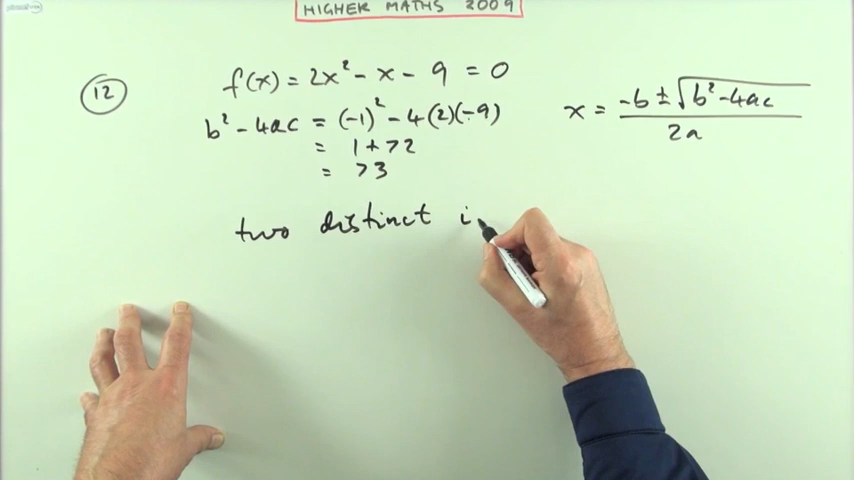 HIGHER MATHS 2009
12
f(x) = 2x² - x - 9 = 0
b² - 4ac = (-1)² - 4(2)(-9)
= 1 + 72
= 73
x = -b ± √b² - 4ac
2a
two distinct i